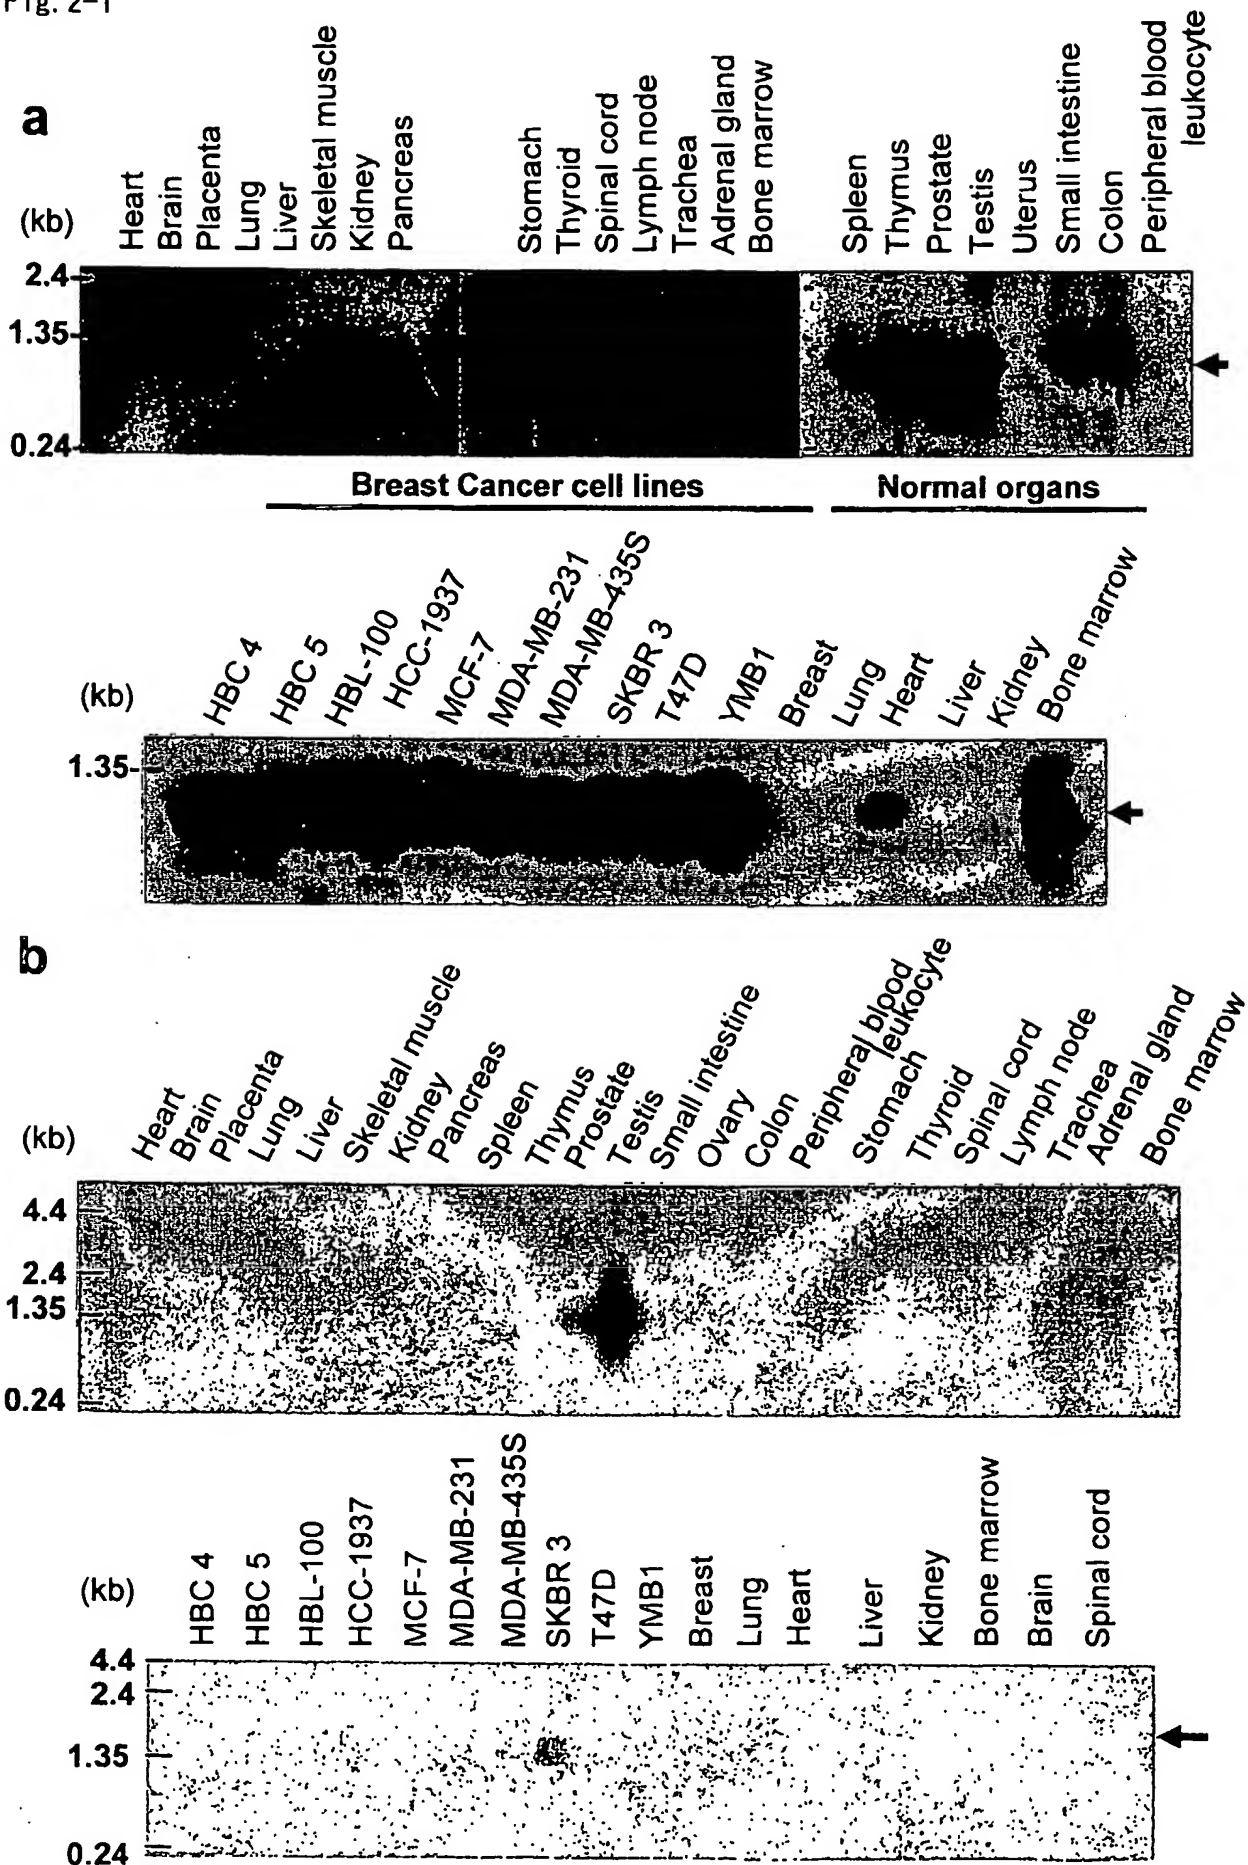 Fig. 2-1
a
(kb)
Heart
Brain
Placenta
Lung
Liver
Skeletal muscle
Kidney
Pancreas
Stomach
Thyroid
Spinal cord
Lymph node
Trachea
Adrenal gland
Bone marrow
Spleen
Thymus
Prostate
Testis
Uterus
Small intestine
Colon
Peripheral blood
leukocyte
2.4
1.35
0.24
Breast Cancer cell lines
Normal organs
(kb)
HBC 4
HBC 5
HBL-100
HCC-1937
MCF-7
MDA-MB-231
MDA-MB-435S
SKBR 3
T47D
YMB1
Breast
Lung
Heart
Liver
Kidney
Bone marrow
1.35
b
(kb)
Heart
Brain
Placenta
Lung
Liver
Skeletal muscle
Kidney
Pancreas
Spleen
Thymus
Prostate
Testis
Small intestine
Ovary
Colon
Peripheral blood
leukocyte
Stomach
Thyroid
Spinal cord
Lymph node
Trachea
Adrenal gland
Bone marrow
4.4
2.4
1.35
0.24
(kb)
HBC 4
HBC 5
HBL-100
HCC-1937
MCF-7
MDA-MB-231
MDA-MB-435S
SKBR 3
T47D
YMB1
Breast
Lung
Heart
Liver
Kidney
Bone marrow
Brain
Spinal cord
4.4
2.4
1.35
0.24